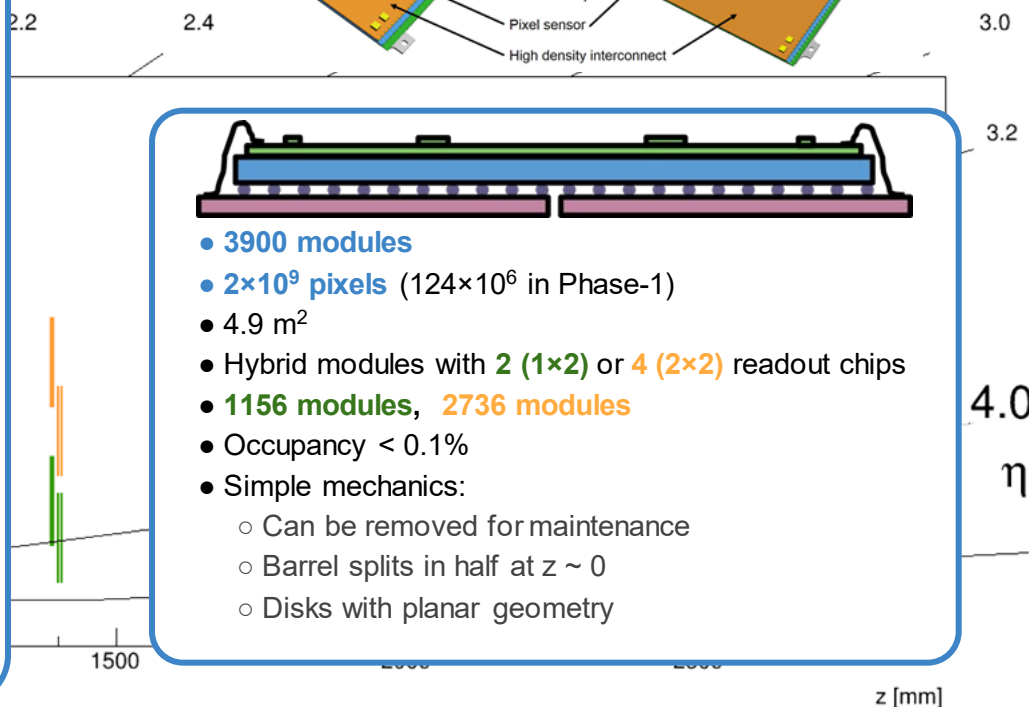 2.2
2.4
Pixel sensor
3.0
High density interconnect
3.2
● 3900 modules
● 2×10⁹ pixels (124×10⁶ in Phase-1)
● 4.9 m²
● Hybrid modules with 2 (1×2) or 4 (2×2) readout chips
● 1156 modules, 2736 modules
● Occupancy < 0.1%
● Simple mechanics:
○ Can be removed for maintenance
○ Barrel splits in half at z ~ 0
○ Disks with planar geometry
4.0
η
1500
z [mm]